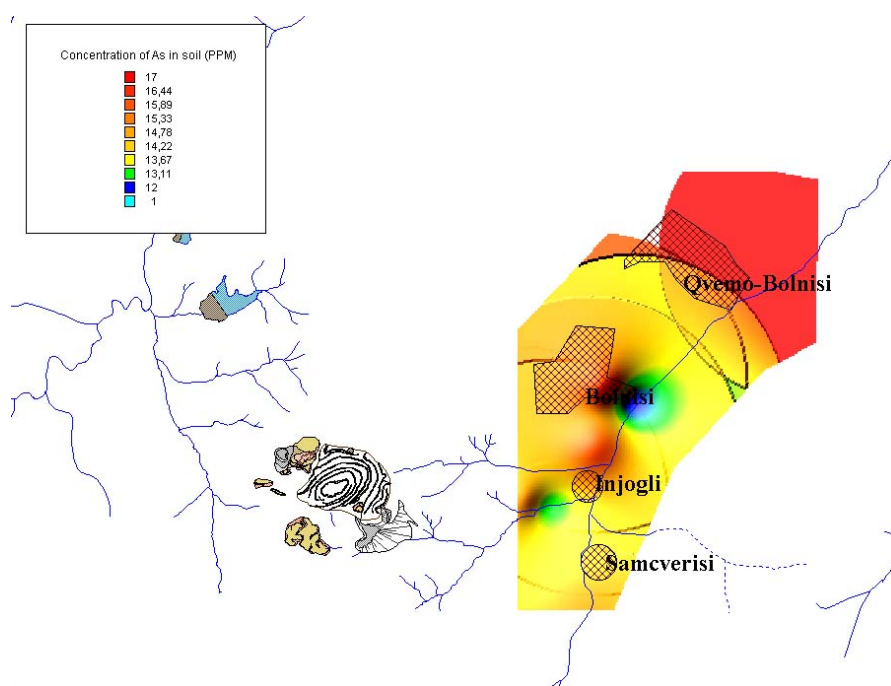 Concentration of As in soil (PPM)
17
16,44
15,89
15,33
14,78
14,22
13,67
13,11
12
1
Qvemo-Bolnisi
Injogli
Samcverisi